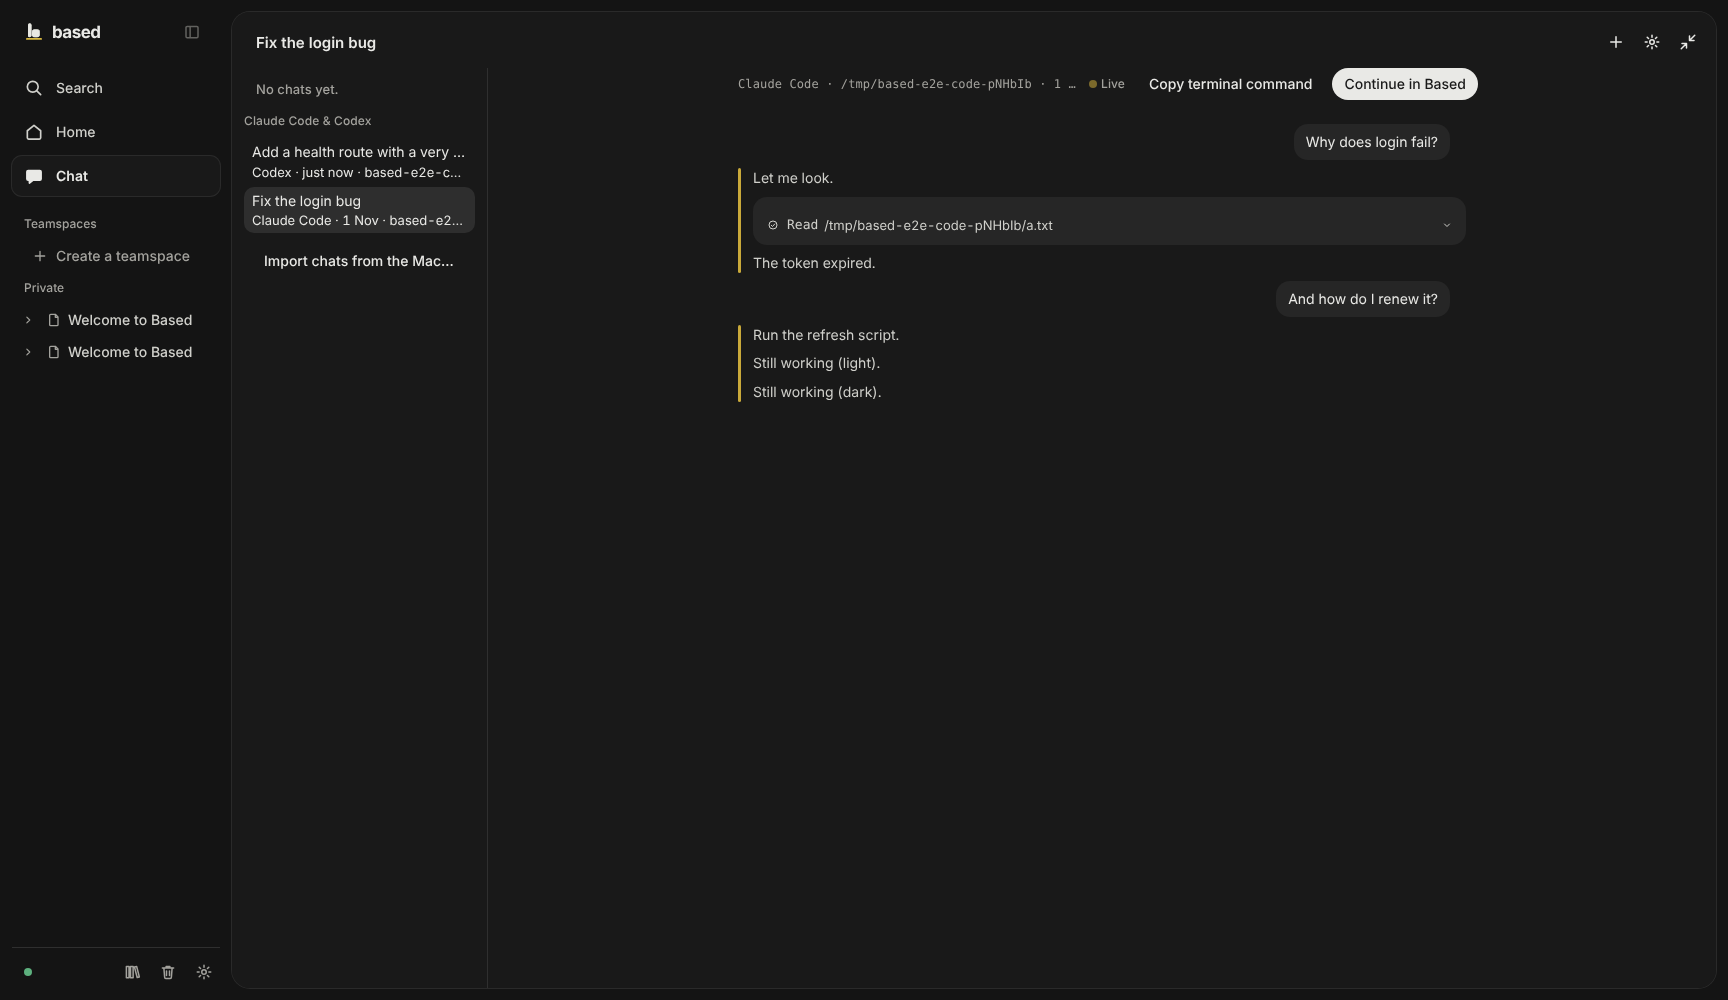 based
Search
Home
Chat
Teamspaces
Create a teamspace
Private
Welcome to Based
Welcome to Based
Fix the login bug
No chats yet.
Claude Code & Codex
Add a health route with a very ...
Codex · just now · based-e2e-c...
Fix the login bug
Claude Code · 1 Nov · based-e2...
Import chats from the Mac...
Claude Code · /tmp/based-e2e-code-pNHbIb · 1 …
Live
Copy terminal command
Continue in Based
Why does login fail?
Let me look.
Read /tmp/based-e2e-code-pNHbIb/a.txt
The token expired.
And how do I renew it?
Run the refresh script.
Still working (light).
Still working (dark).